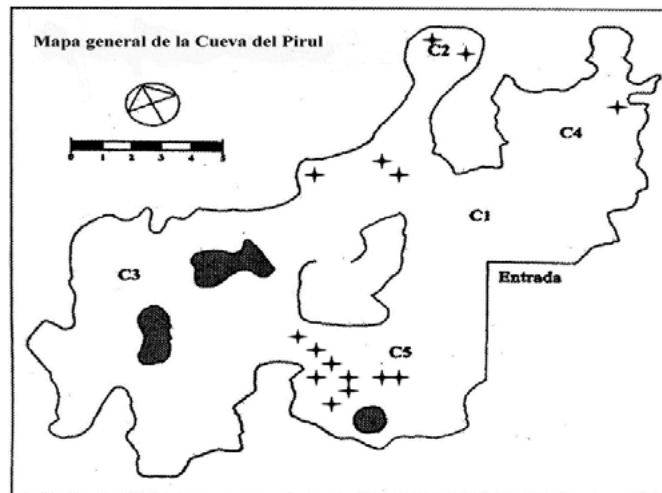 Mapa general de la Cueva del Pirul
C2
C4
0 1 2 3 4 5
C1
C3
Entrada
C5